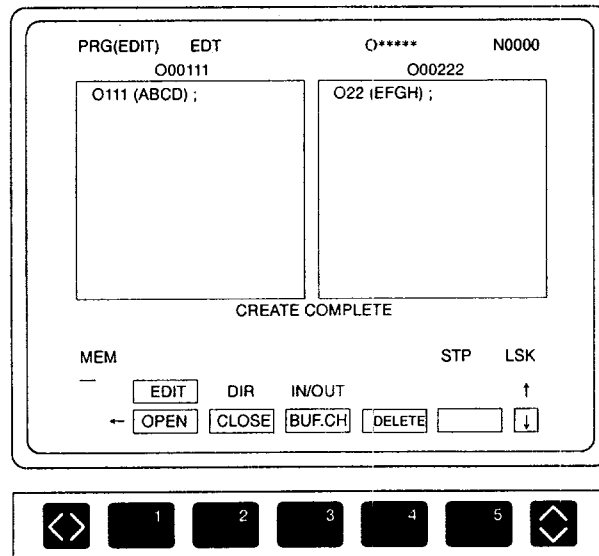 PRG(EDIT) EDT O***** N0000
O00111 O00222
O111 (ABCD) ; O22 (EFGH) ;
CREATE COMPLETE
MEM STP LSK
EDIT DIR IN/OUT ↑
← OPEN CLOSE BUF.CH DELETE ↓
1 2 3 4 5